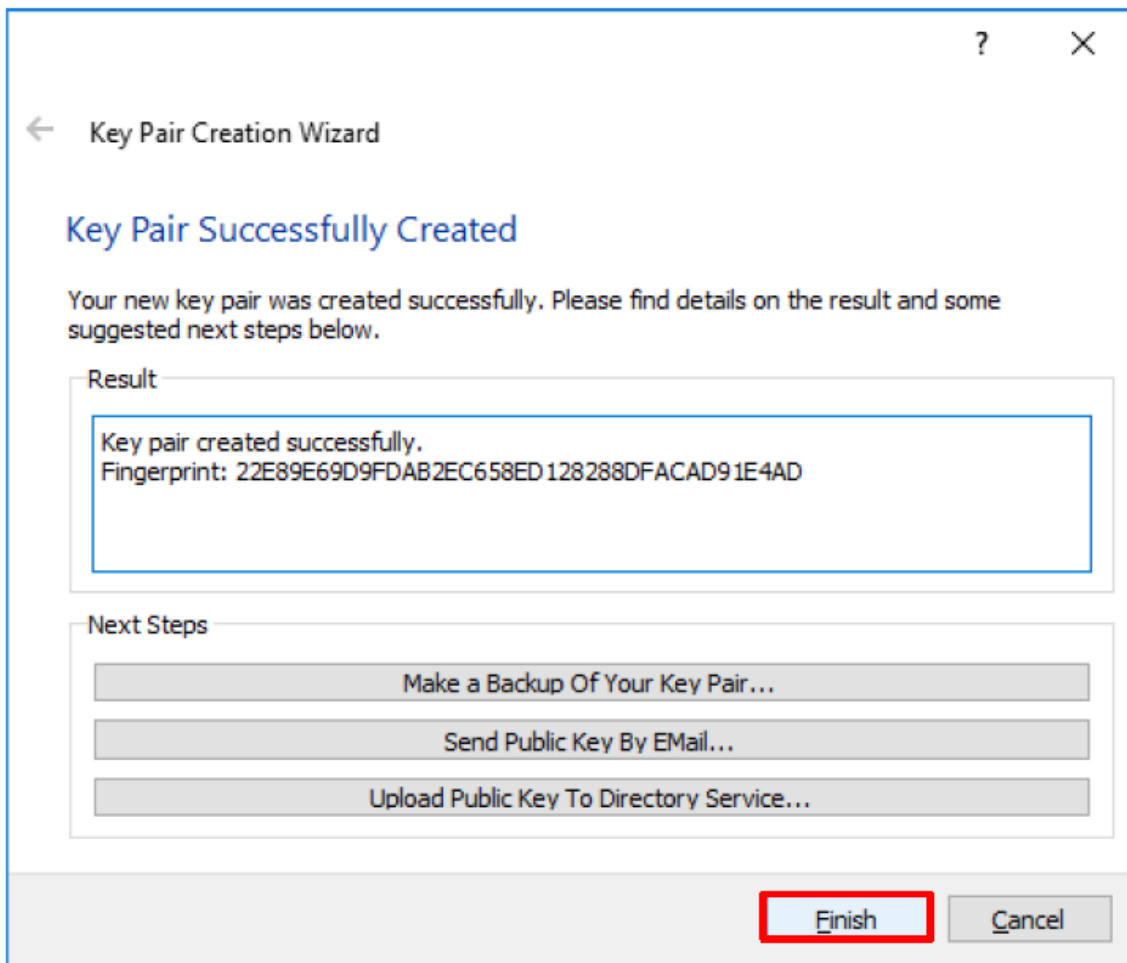 ?
Key Pair Creation Wizard
Key Pair Successfully Created
Your new key pair was created successfully. Please find details on the result and some
suggested next steps below.
Result
Key pair created successfully.
Fingerprint: 22E89E69D9FDAB2EC658ED128288DFACAD91E4AD
Next Steps
Make a Backup Of Your Key Pair...
Send Public Key By EMail...
Upload Public Key To Directory Service...
Finish
Cancel